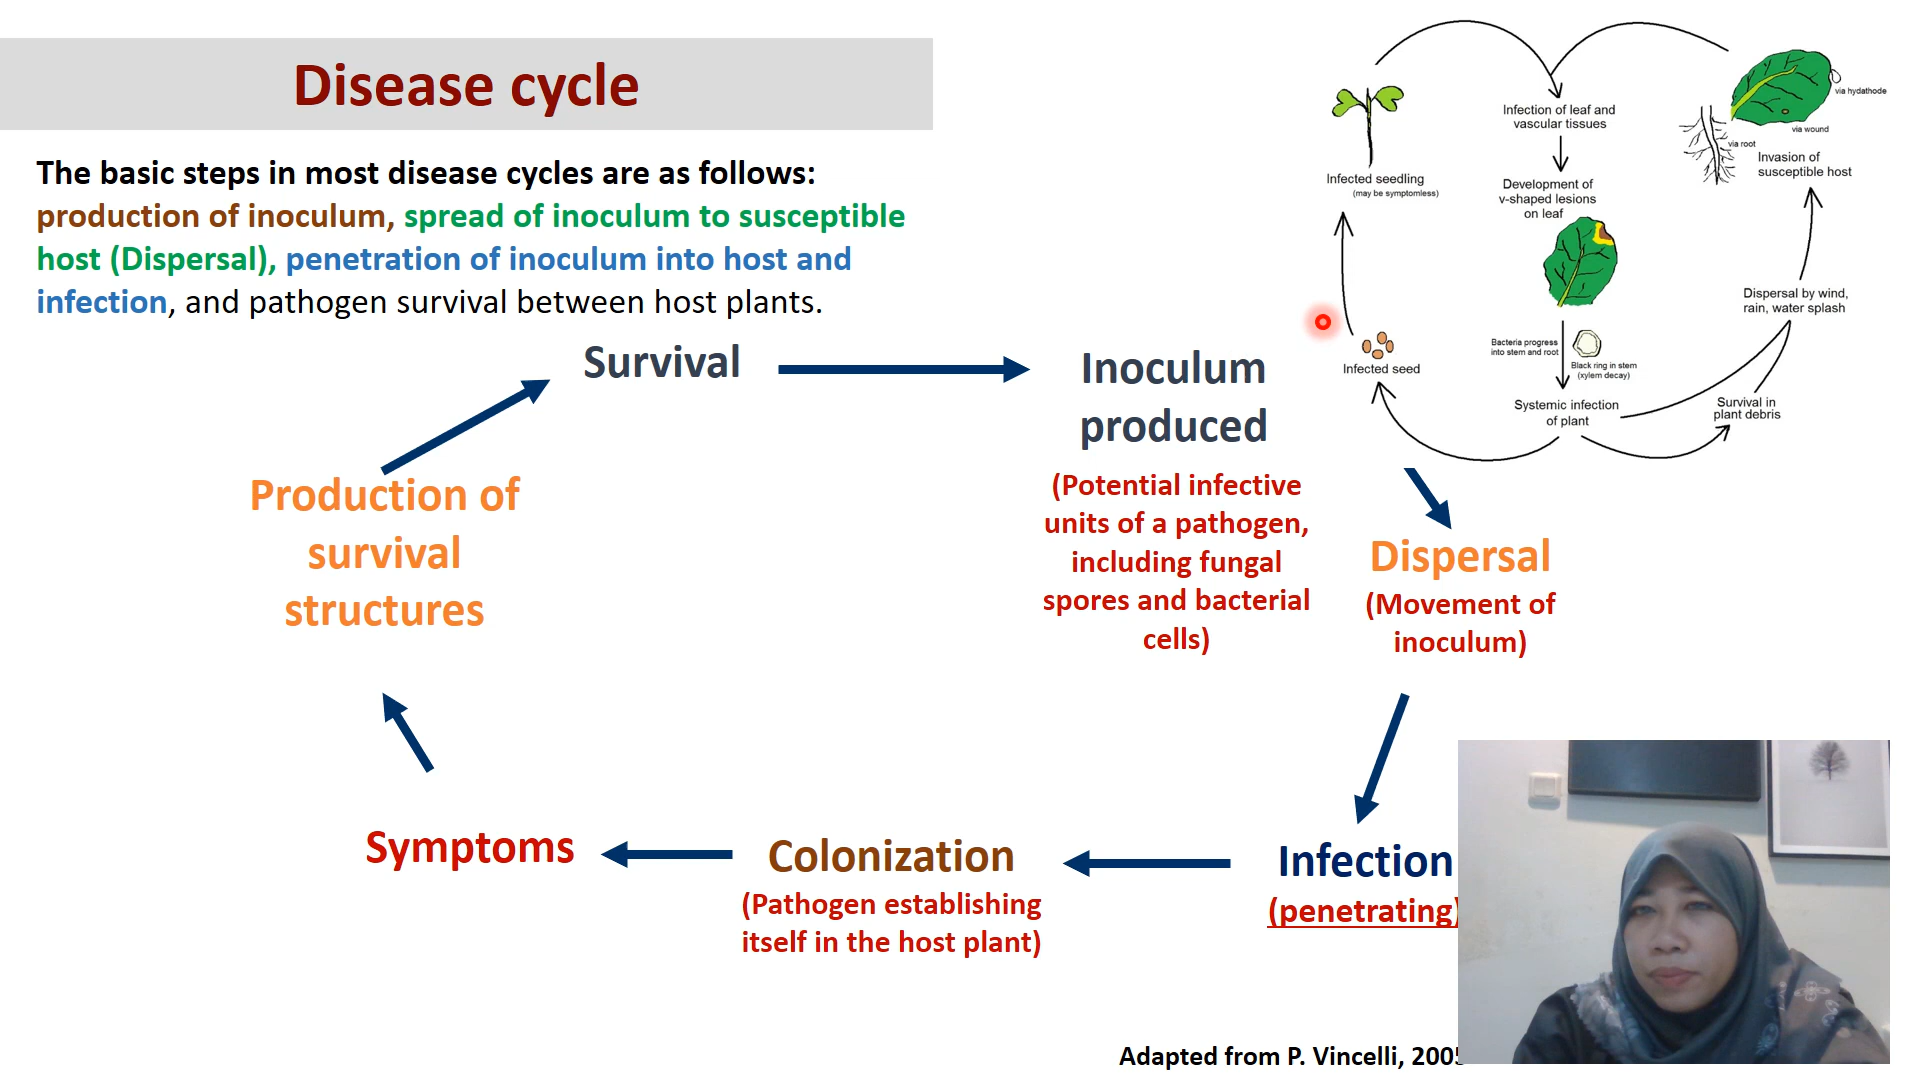 Disease cycle
The basic steps in most disease cycles are as follows:
production of inoculum, spread of inoculum to susceptible
host (Dispersal), penetration of inoculum into host and
infection, and pathogen survival between host plants.
Survival
Inoculum
produced
(Potential infective
units of a pathogen,
including fungal
spores and bacterial
cells)
Dispersal
(Movement of
inoculum)
Infection
(penetrating)
Colonization
(Pathogen establishing
itself in the host plant)
Symptoms
Production of
survival
structures
Infected seedling
(may be symptomless)
Infected seed
Infection of leaf and
vascular tissues
Development of
v-shaped lesions
on leaf
Bacteria progress
into stem and root
Black ring in stem
(xylem decay)
Systemic infection
of plant
Survival in
plant debris
Dispersal by wind,
rain, water splash
Invasion of
susceptible host
via root
via wound
via hydathode
Adapted from P. Vincelli, 2005